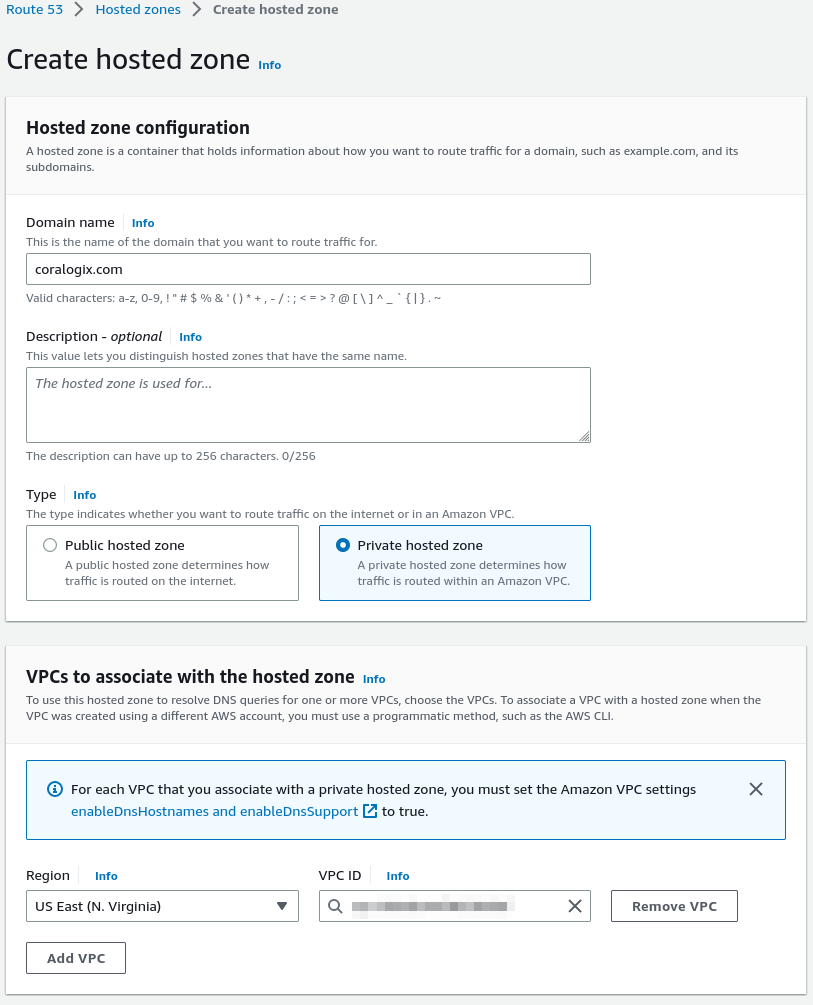 Route 53 > Hosted zones > Create hosted zone
Create hosted zone Info
Hosted zone configuration
A hosted zone is a container that holds information about how you want to route traffic for a domain, such as example.com, and its
subdomains.
Domain name Info
This is the name of the domain that you want to route traffic for.
coralogix.com
Valid characters: a-z, 0-9, ! " # $ % & ' ( ) * + , - / : ; < = > ? @ [ \ ] ^ _ ` { | } . ~
Description - optional Info
This value lets you distinguish hosted zones that have the same name.
The hosted zone is used for...
The description can have up to 256 characters. 0/256
Type Info
The type indicates whether you want to route traffic on the internet or in an Amazon VPC.
Public hosted zone
A public hosted zone determines how
traffic is routed on the internet.
Private hosted zone
A private hosted zone determines how
traffic is routed within an Amazon VPC.
VPCs to associate with the hosted zone Info
To use this hosted zone to resolve DNS queries for one or more VPCs, choose the VPCs. To associate a VPC with a hosted zone when the
VPC was created using a different AWS account, you must use a programmatic method, such as the AWS CLI.
For each VPC that you associate with a private hosted zone, you must set the Amazon VPC settings
enableDnsHostnames and enableDnsSupport to true.
Region Info
US East (N. Virginia)
VPC ID Info
Remove VPC
Add VPC